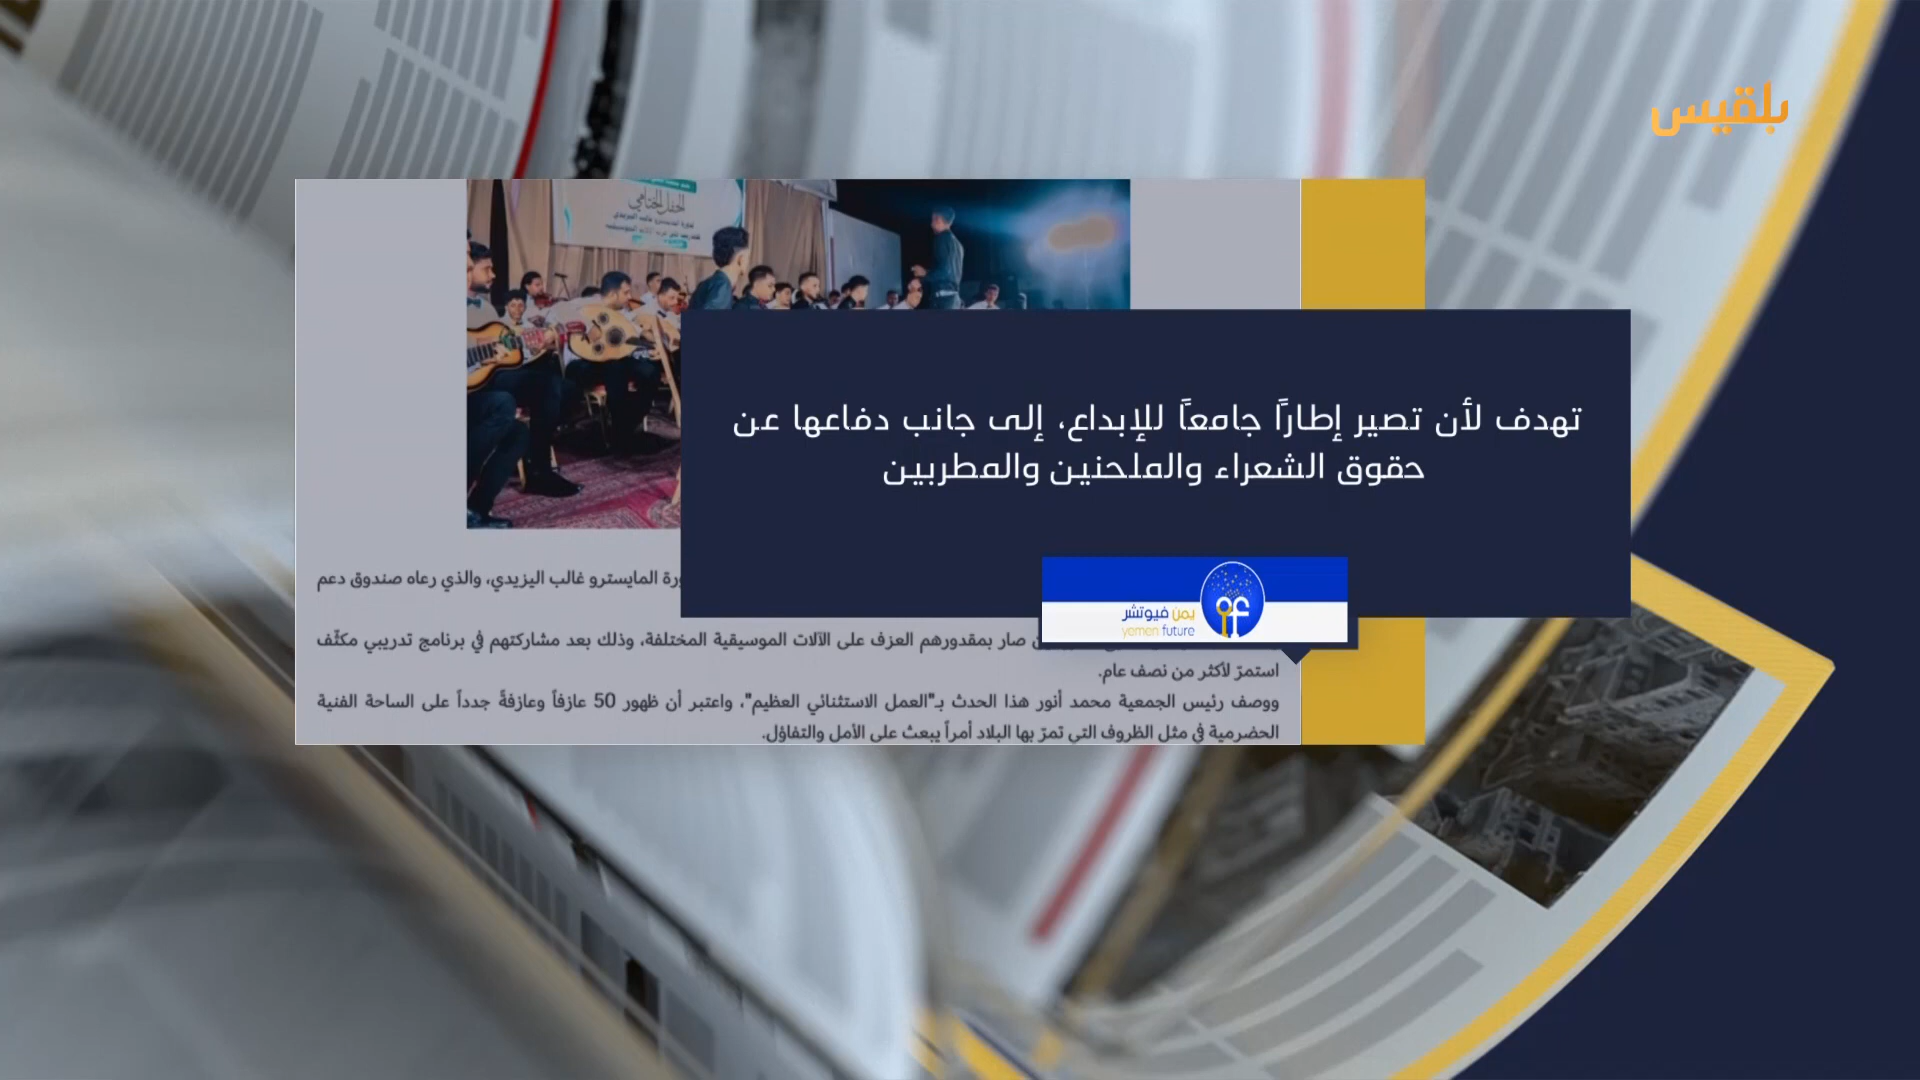 بلقيس
الحفل الختامي
تهدف لأن تصير إطارًا جامعاً للإبداع، إلى جانب دفاعها عن
حقوق الشعراء والملحنين والمطربين
يمن فيوتشر
yemen future
المايسترو غالب اليزيدي، والذي رعاه صندوق دعم
صار بمقدورهم العزف على الآلات الموسيقية المختلفة، وذلك بعد مشاركتهم في برنامج تدريبي مكثّف
استمرّ لأكثر من نصف عام.
ووصف رئيس الجمعية محمد أنور هذا الحدث بـ"العمل الاستثنائي العظيم"، واعتبر أن ظهور 50 عازفاً وعازفةً جدداً على الساحة الفنية
الحضرمية في مثل الظروف التي تمرّ بها البلاد أمراً يبعث على الأمل والتفاؤل.